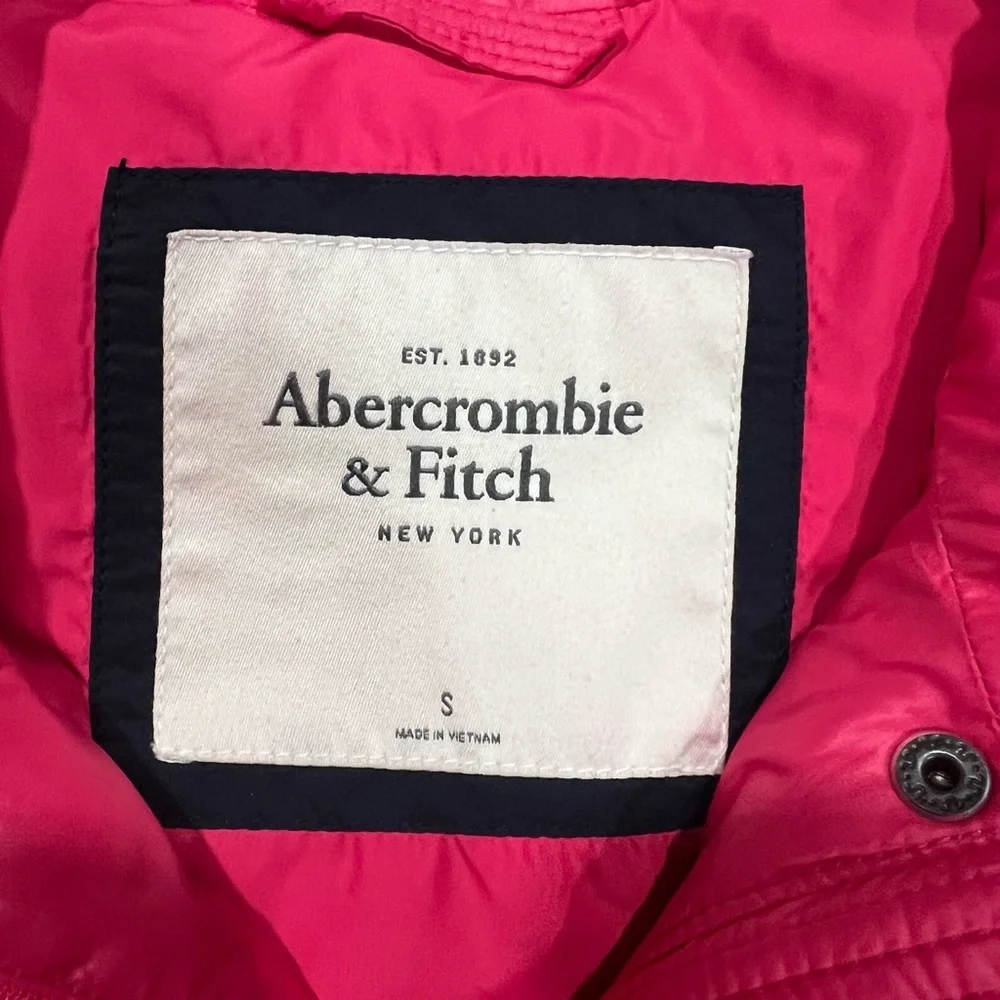 EST. 1892
Abercrombie
& Fitch
NEW YORK
S
MADE IN VIETNAM